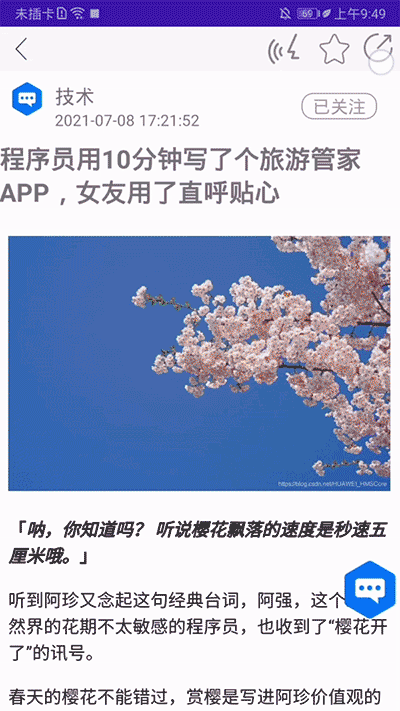 未插卡
69
上午9:49
技术
2021-07-08 17:21:52
已关注
程序员用10分钟写了个旅游管家
APP，女友用了直呼贴心
https://blog.csdn.net/HUAWEI_HMSCore
「呐，你知道吗？ 听说樱花飘落的速度是秒速五
厘米哦。」
听到阿珍又念起这句经典台词，阿强，这个
然界的花期不太敏感的程序员，也收到了“樱花开
了”的讯号。
春天的樱花不能错过，赏樱是写进阿珍价值观的